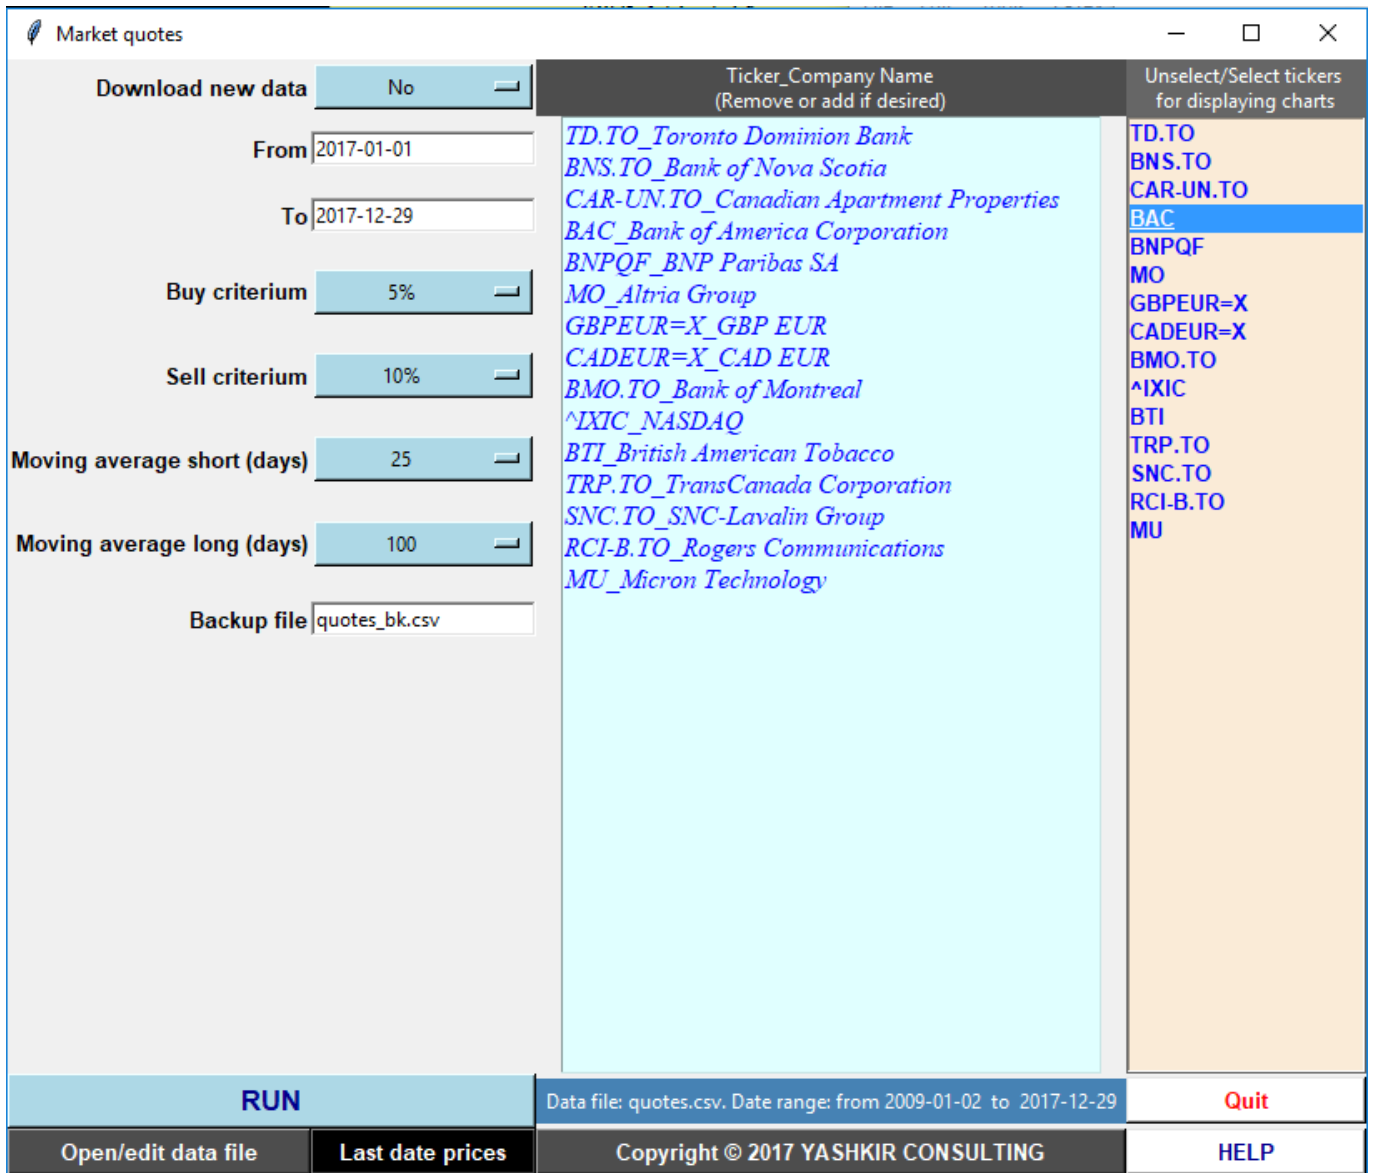 Market quotes
Download new data No
From 2017-01-01
To 2017-12-29
Buy criterium 5%
Sell criterium 10%
Moving average short (days) 25
Moving average long (days) 100
Backup file quotes_bk.csv
Ticker_Company Name
(Remove or add if desired)
TD.TO_Toronto Dominion Bank
BNS.TO_Bank of Nova Scotia
CAR-UN.TO_Canadian Apartment Properties
BAC_Bank of America Corporation
BNPQF_BNP Paribas SA
MO_Altria Group
GBPEUR=X_GBP EUR
CADEUR=X_CAD EUR
BMO.TO_Bank of Montreal
^IXIC_NASDAQ
BTI_British American Tobacco
TRP.TO_TransCanada Corporation
SNC.TO_SNC-Lavalin Group
RCI-B.TO_Rogers Communications
MU_Micron Technology
Unselect/Select tickers
for displaying charts
TD.TO
BNS.TO
CAR-UN.TO
BAC
BNPQF
MO
GBPEUR=X
CADEUR=X
BMO.TO
^IXIC
BTI
TRP.TO
SNC.TO
RCI-B.TO
MU
RUN
Data file: quotes.csv. Date range: from 2009-01-02 to 2017-12-29
Quit
Open/edit data file
Last date prices
Copyright © 2017 YASHKIR CONSULTING
HELP